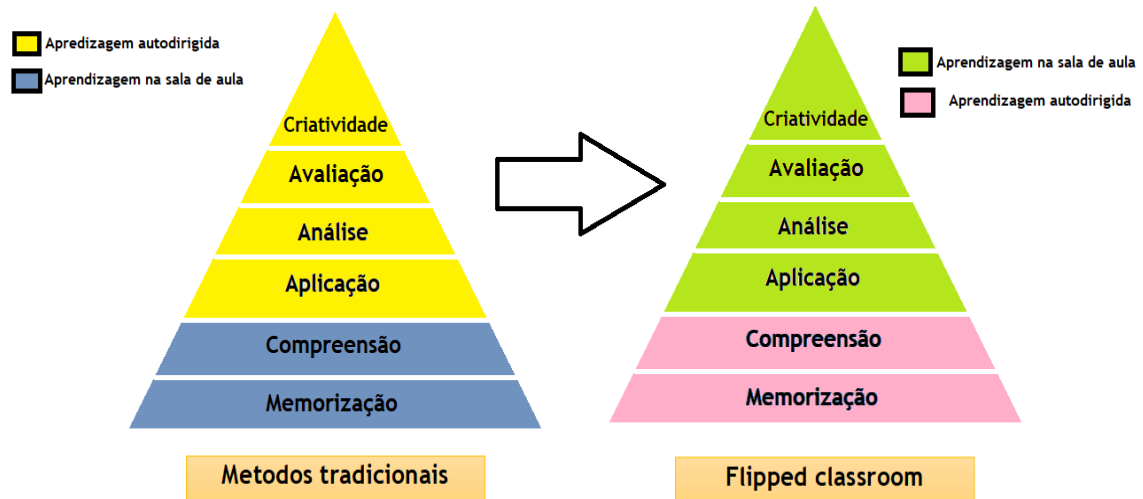 Apredizagem autodirigida
Aprendizagem na sala de aula
Criatividade
Avaliação
Análise
Aplicação
Compreensão
Memorização
Metodos tradicionais
Aprendizagem na sala de aula
Aprendizagem autodirigida
Criatividade
Avaliação
Análise
Aplicação
Compreensão
Memorização
Flipped classroom